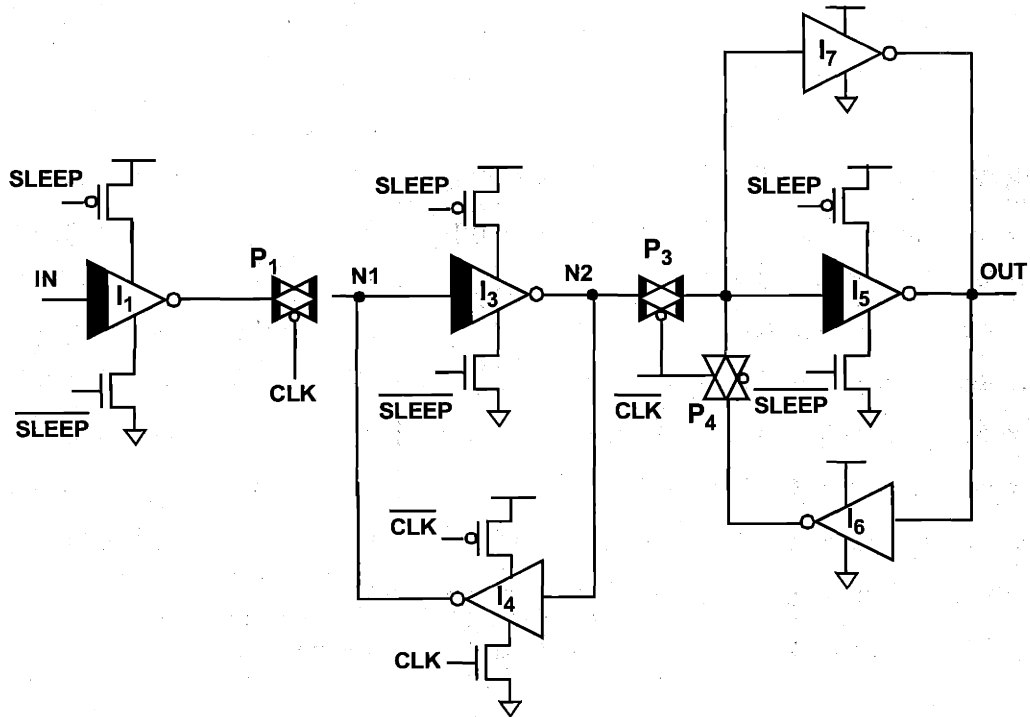 I7
SLEEP
SLEEP
SLEEP
P1
P3
IN
I1
N1
I3
N2
I5
OUT
CLK
SLEEP
SLEEP
CLK
P4
SLEEP
CLK
I6
I4
CLK